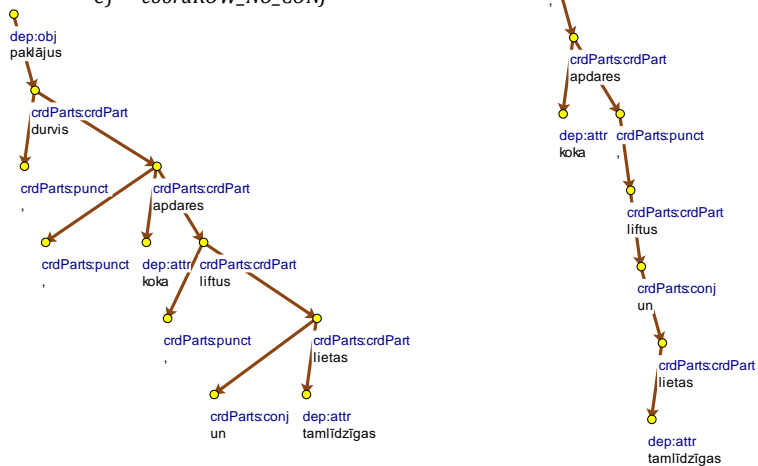 ef coordROW_NO_CONJ
dep:obj
paklājus
crdParts:crdPart
durvis
crdParts:punct
,
crdParts:crdPart
apdares
crdParts:punct
,
dep:attr
koka
crdParts:crdPart
liftus
crdParts:punct
,
crdParts:crdPart
lietas
crdParts:conj
un
dep:attr
tamlīdzīgas
,
crdParts:crdPart
apdares
dep:attr
koka
crdParts:punct
,
crdParts:crdPart
liftus
crdParts:conj
un
crdParts:crdPart
lietas
dep:attr
tamlīdzīgas